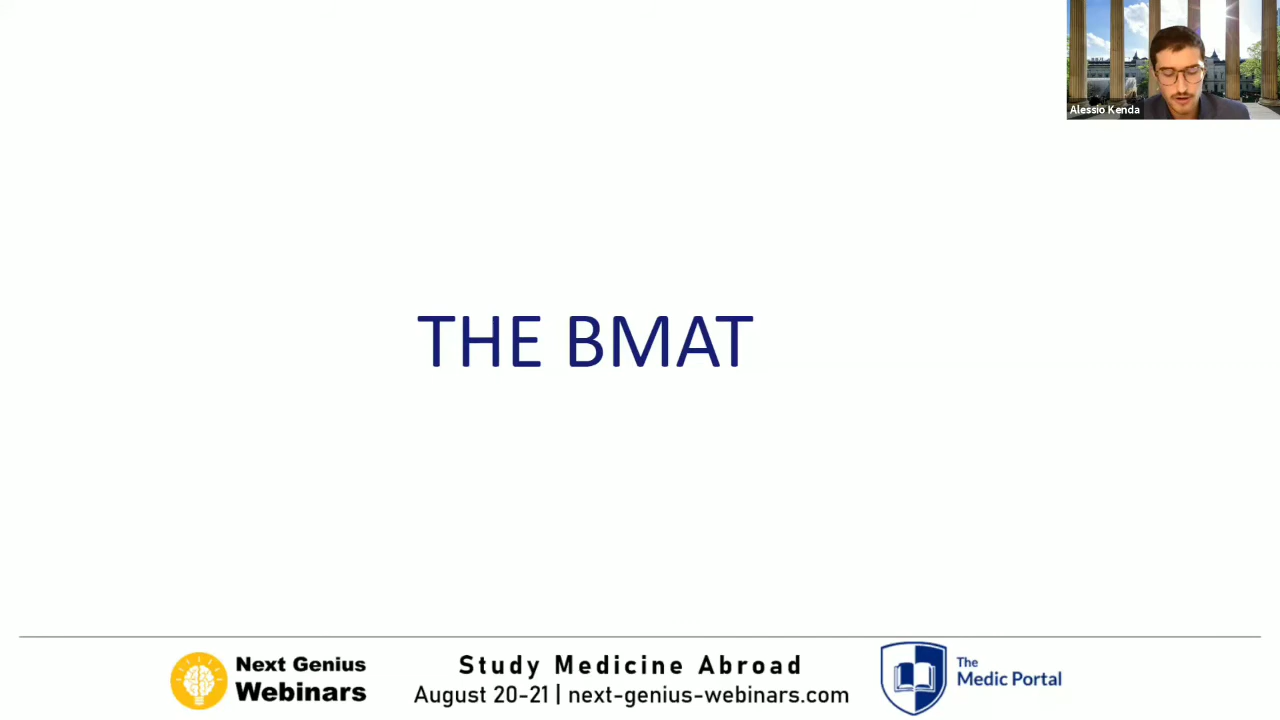 Alessio Kenda
THE BMAT
Next Genius
Webinars
Study Medicine Abroad
August 20-21 | next-genius-webinars.com
The
Medic Portal